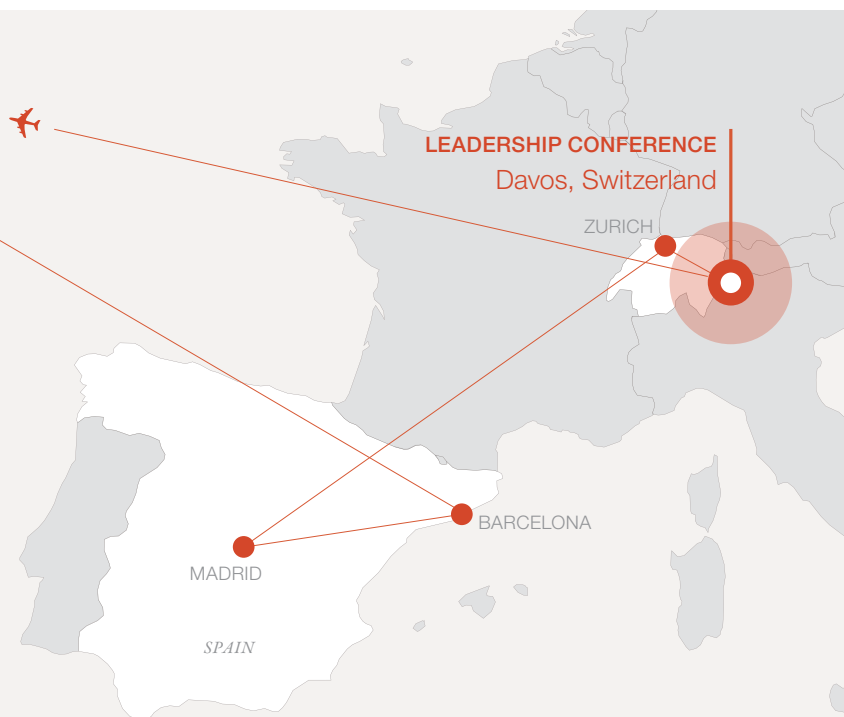 LEADERSHIP CONFERENCE
Davos, Switzerland
ZURICH
BARCELONA
MADRID
SPAIN